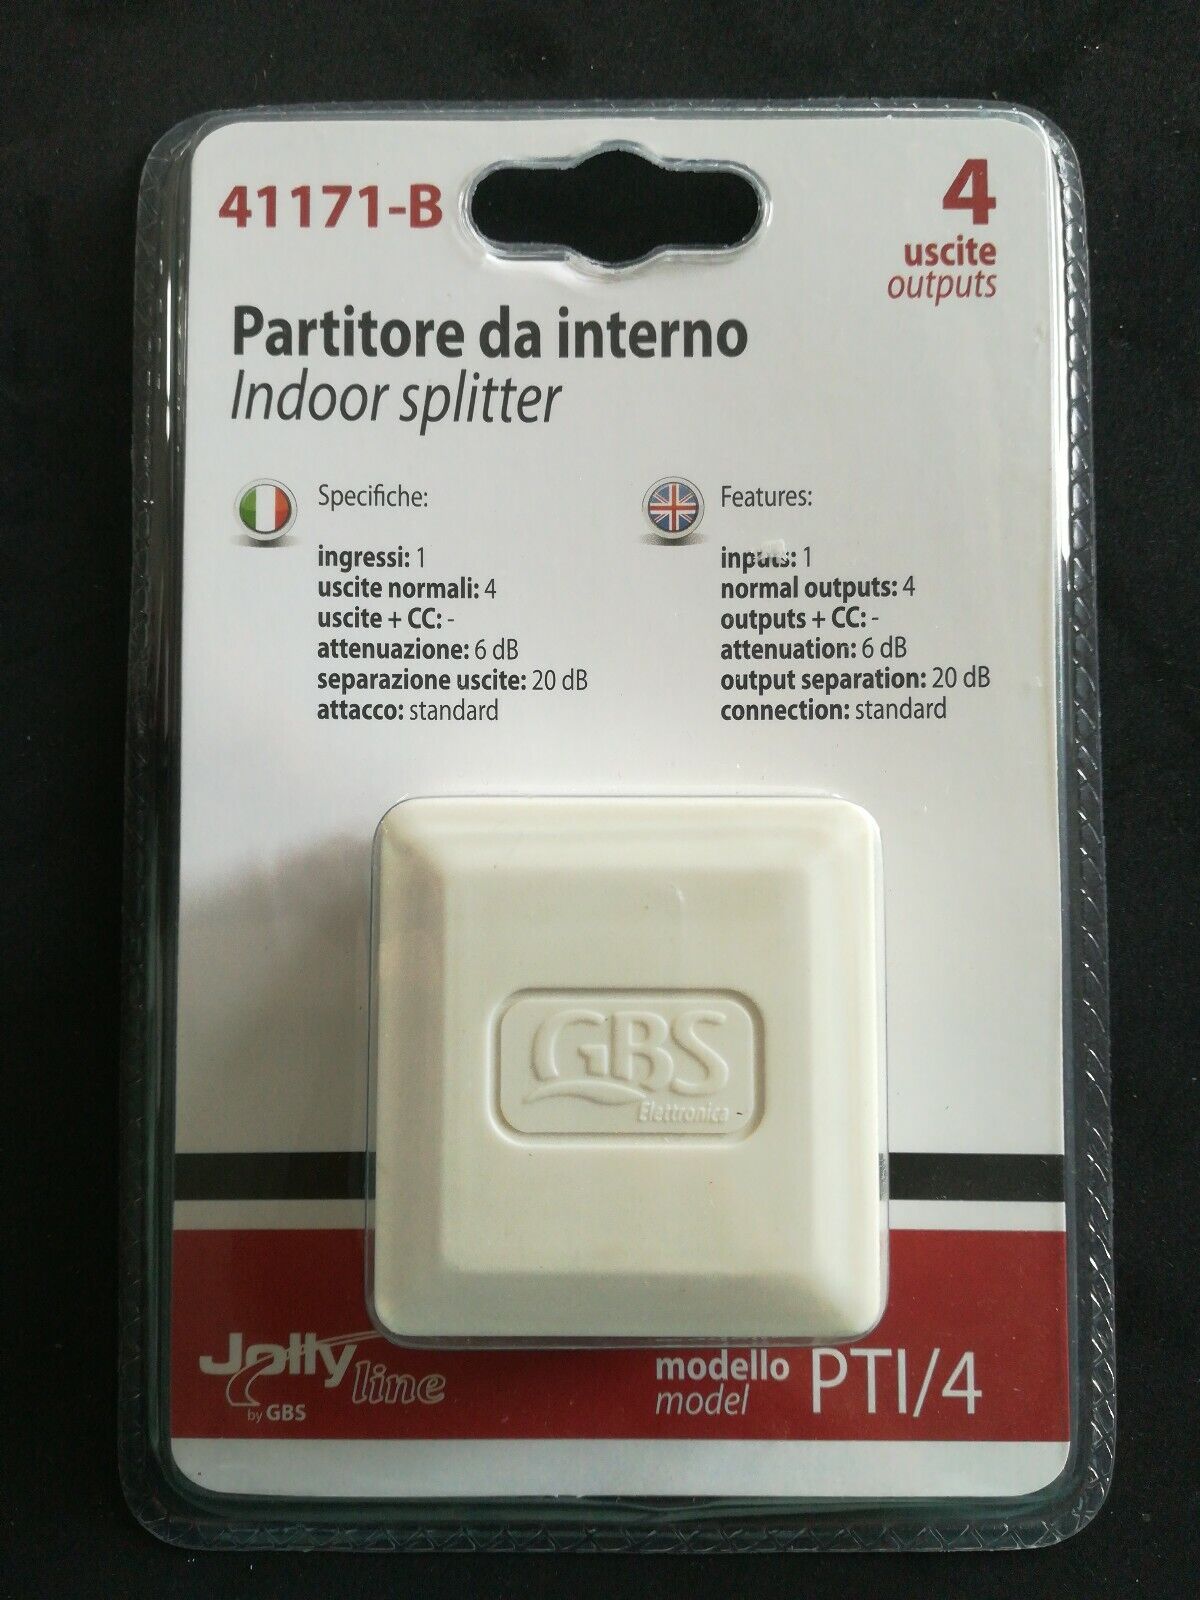 41171-B
4
uscite
outputs
Partitore da interno
Indoor splitter
Specifiche:
ingressi: 1
uscite normali: 4
uscite + CC: -
attenuazione: 6 dB
separazione uscite: 20 dB
attacco: standard
Features:
inputs: 1
normal outputs: 4
outputs + CC: -
attenuation: 6 dB
output separation: 20 dB
connection: standard
GBS
Elettronica
Jolly
line
by GBS
modello
model
PTI/4